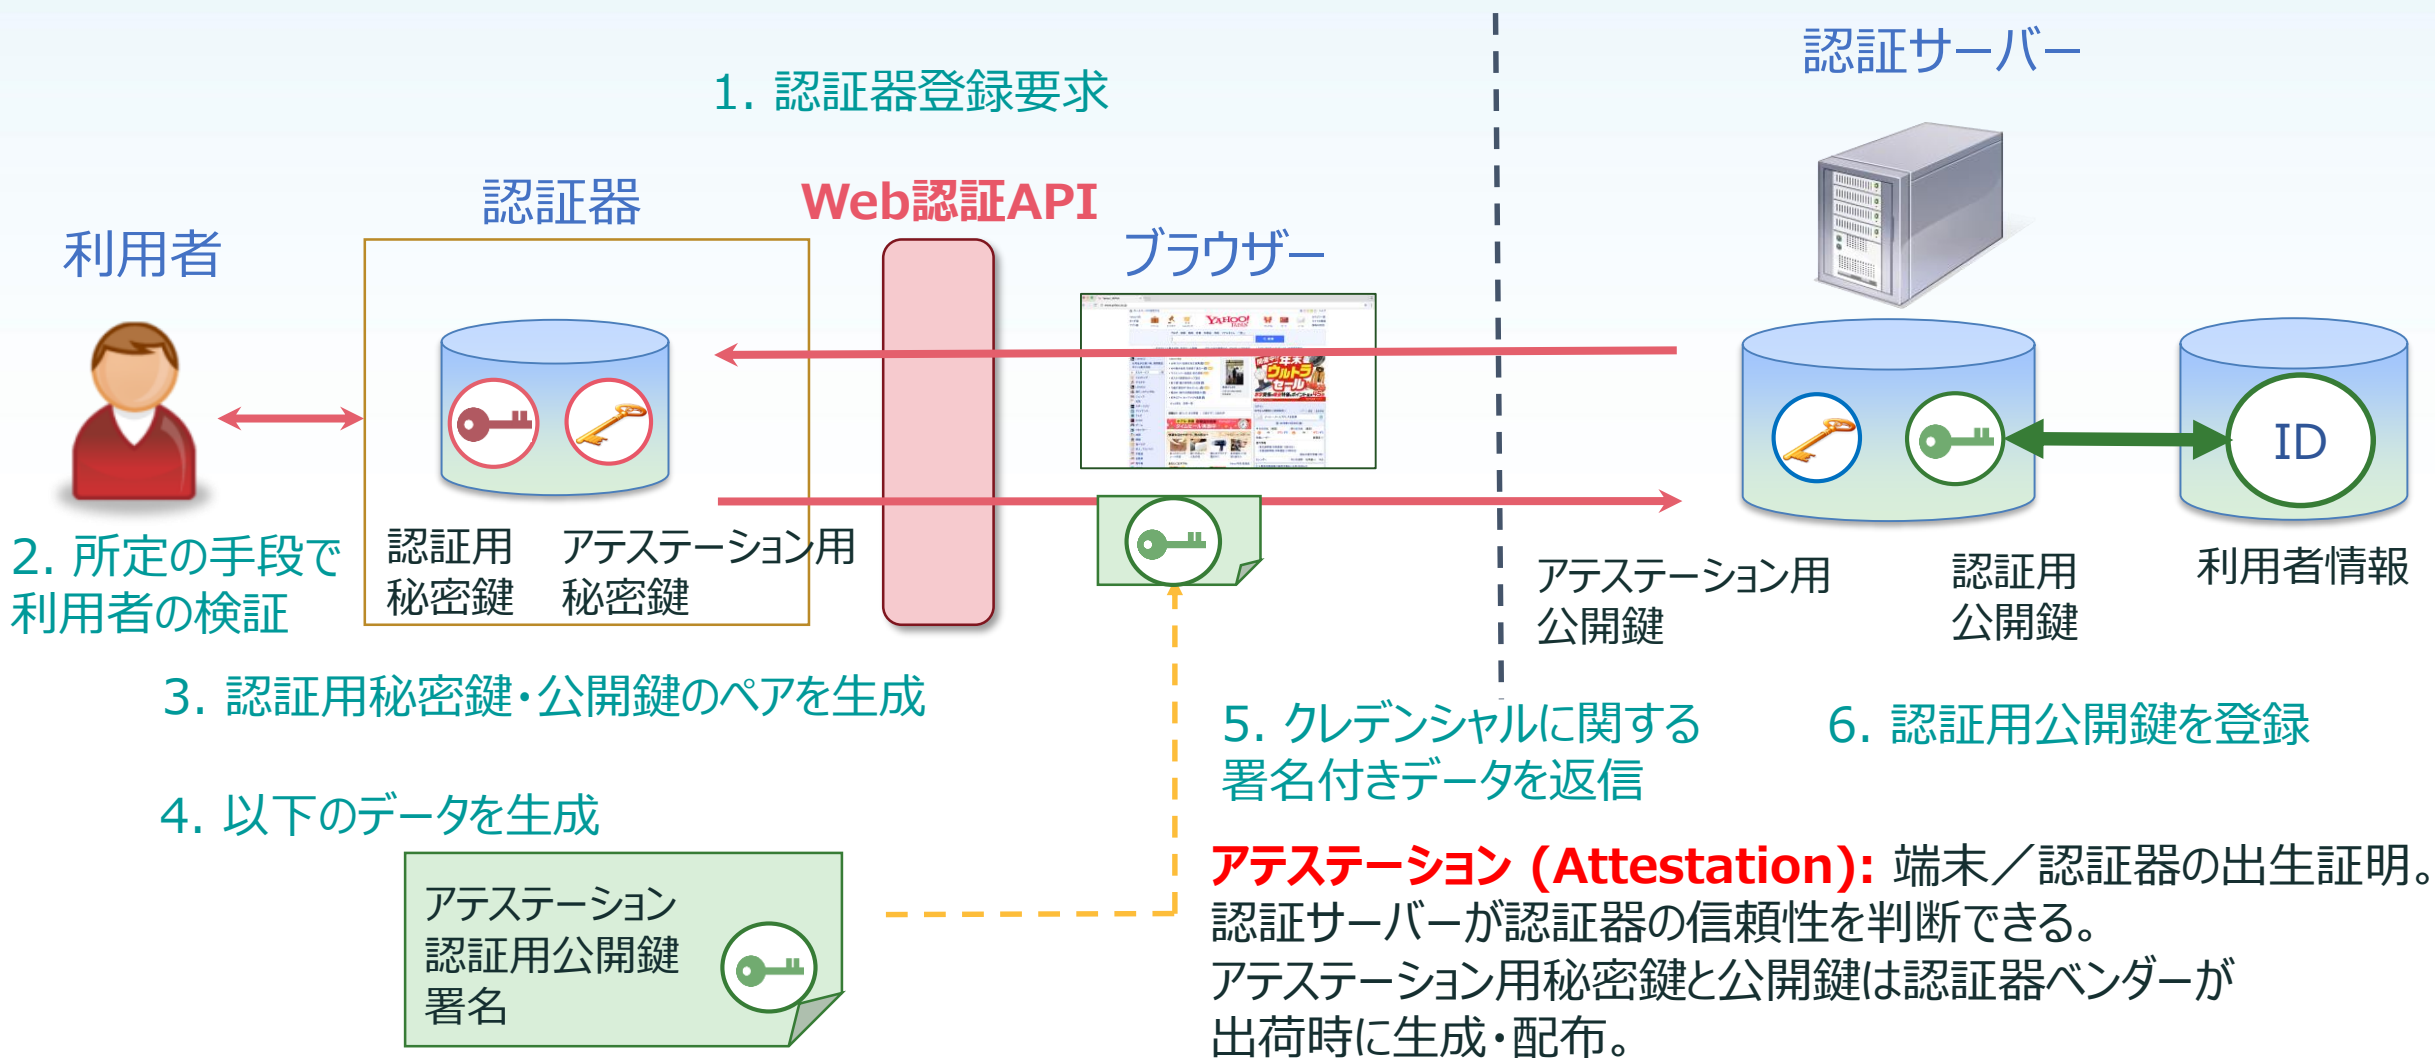 認証サーバー
1. 認証器登録要求
認証器
Web認証API
利用者
ブラウザー
YAHOO!
JAPAN
年末
ウルトラ
セール
ID
認証用
秘密鍵
アテステーション用
秘密鍵
アテステーション用
公開鍵
認証用
公開鍵
利用者情報
2. 所定の手段で
利用者の検証
3. 認証用秘密鍵・公開鍵のペアを生成
4. 以下のデータを生成
アテステーション
認証用公開鍵
署名
5. クレデンシャルに関する
署名付きデータを返信
6. 認証用公開鍵を登録
アテステーション (Attestation): 端末／認証器の出生証明。
認証サーバーが認証器の信頼性を判断できる。
アテステーション用秘密鍵と公開鍵は認証器ベンダーが
出荷時に生成・配布。